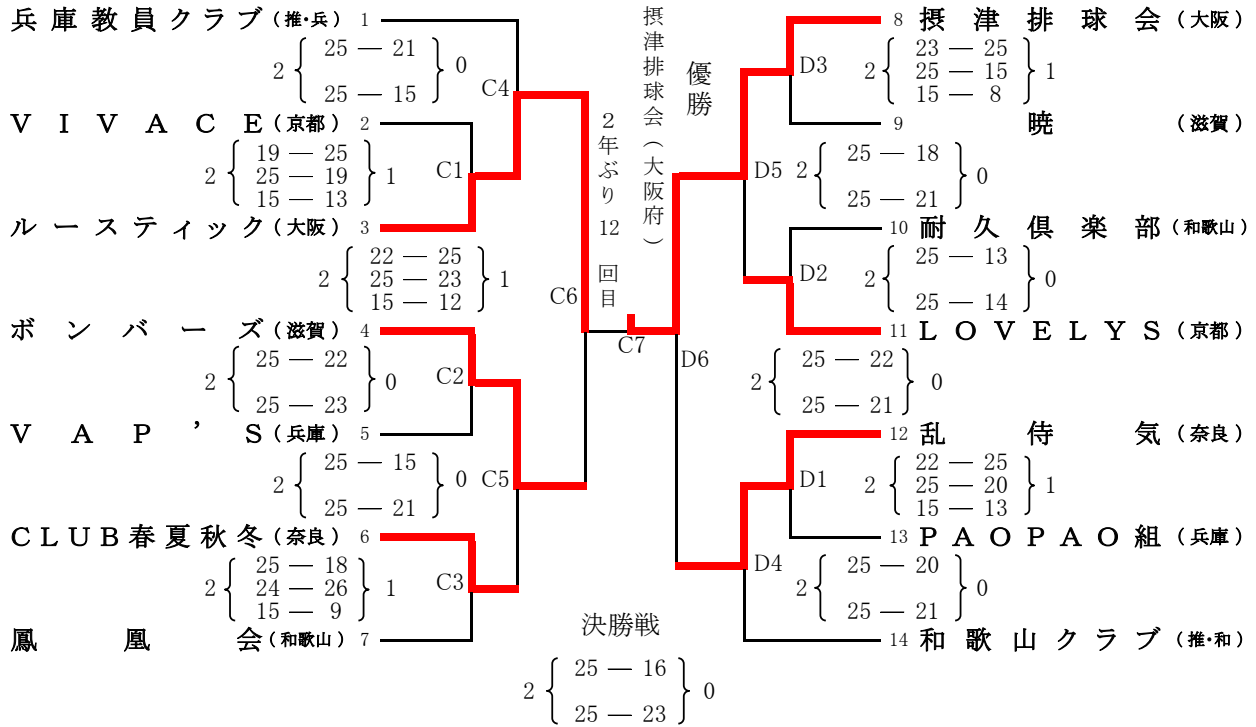 兵庫教員クラブ(推・兵) 1
2 { 25 — 21 } 0
25 — 15
C4
VIVACE(京都) 2
2 { 19 — 25 } 1
25 — 19
15 — 13
C1
ルースティック(大阪) 3
2 { 22 — 25 } 1
25 — 23
15 — 12
C6
ボンバーズ(滋賀) 4
2 { 25 — 22 } 0
25 — 23
C2
VAP'S(兵庫) 5
2 { 25 — 15 } 0
25 — 21
C5
CLUB春夏秋冬(奈良) 6
2 { 25 — 18 } 1
24 — 26
15 — 9
C3
鳳凰会(和歌山) 7
優勝
摂津排球会(大阪府)
2年ぶり12回目
C7
決勝戦
2 { 25 — 16 } 0
25 — 23
8 摂津排球会(大阪)
D3 2 { 23 — 25 } 1
25 — 15
15 — 8
9 暁(滋賀)
D5 2 { 25 — 18 } 0
25 — 21
10 耐久倶楽部(和歌山)
D2 2 { 25 — 13 } 0
25 — 14
11 LOVELYS(京都)
D6 2 { 25 — 22 } 0
25 — 21
12 乱侍気(奈良)
D1 2 { 22 — 25 } 1
25 — 20
15 — 13
13 PAOPAO組(兵庫)
D4 2 { 25 — 20 } 0
25 — 21
14 和歌山クラブ(推・和)